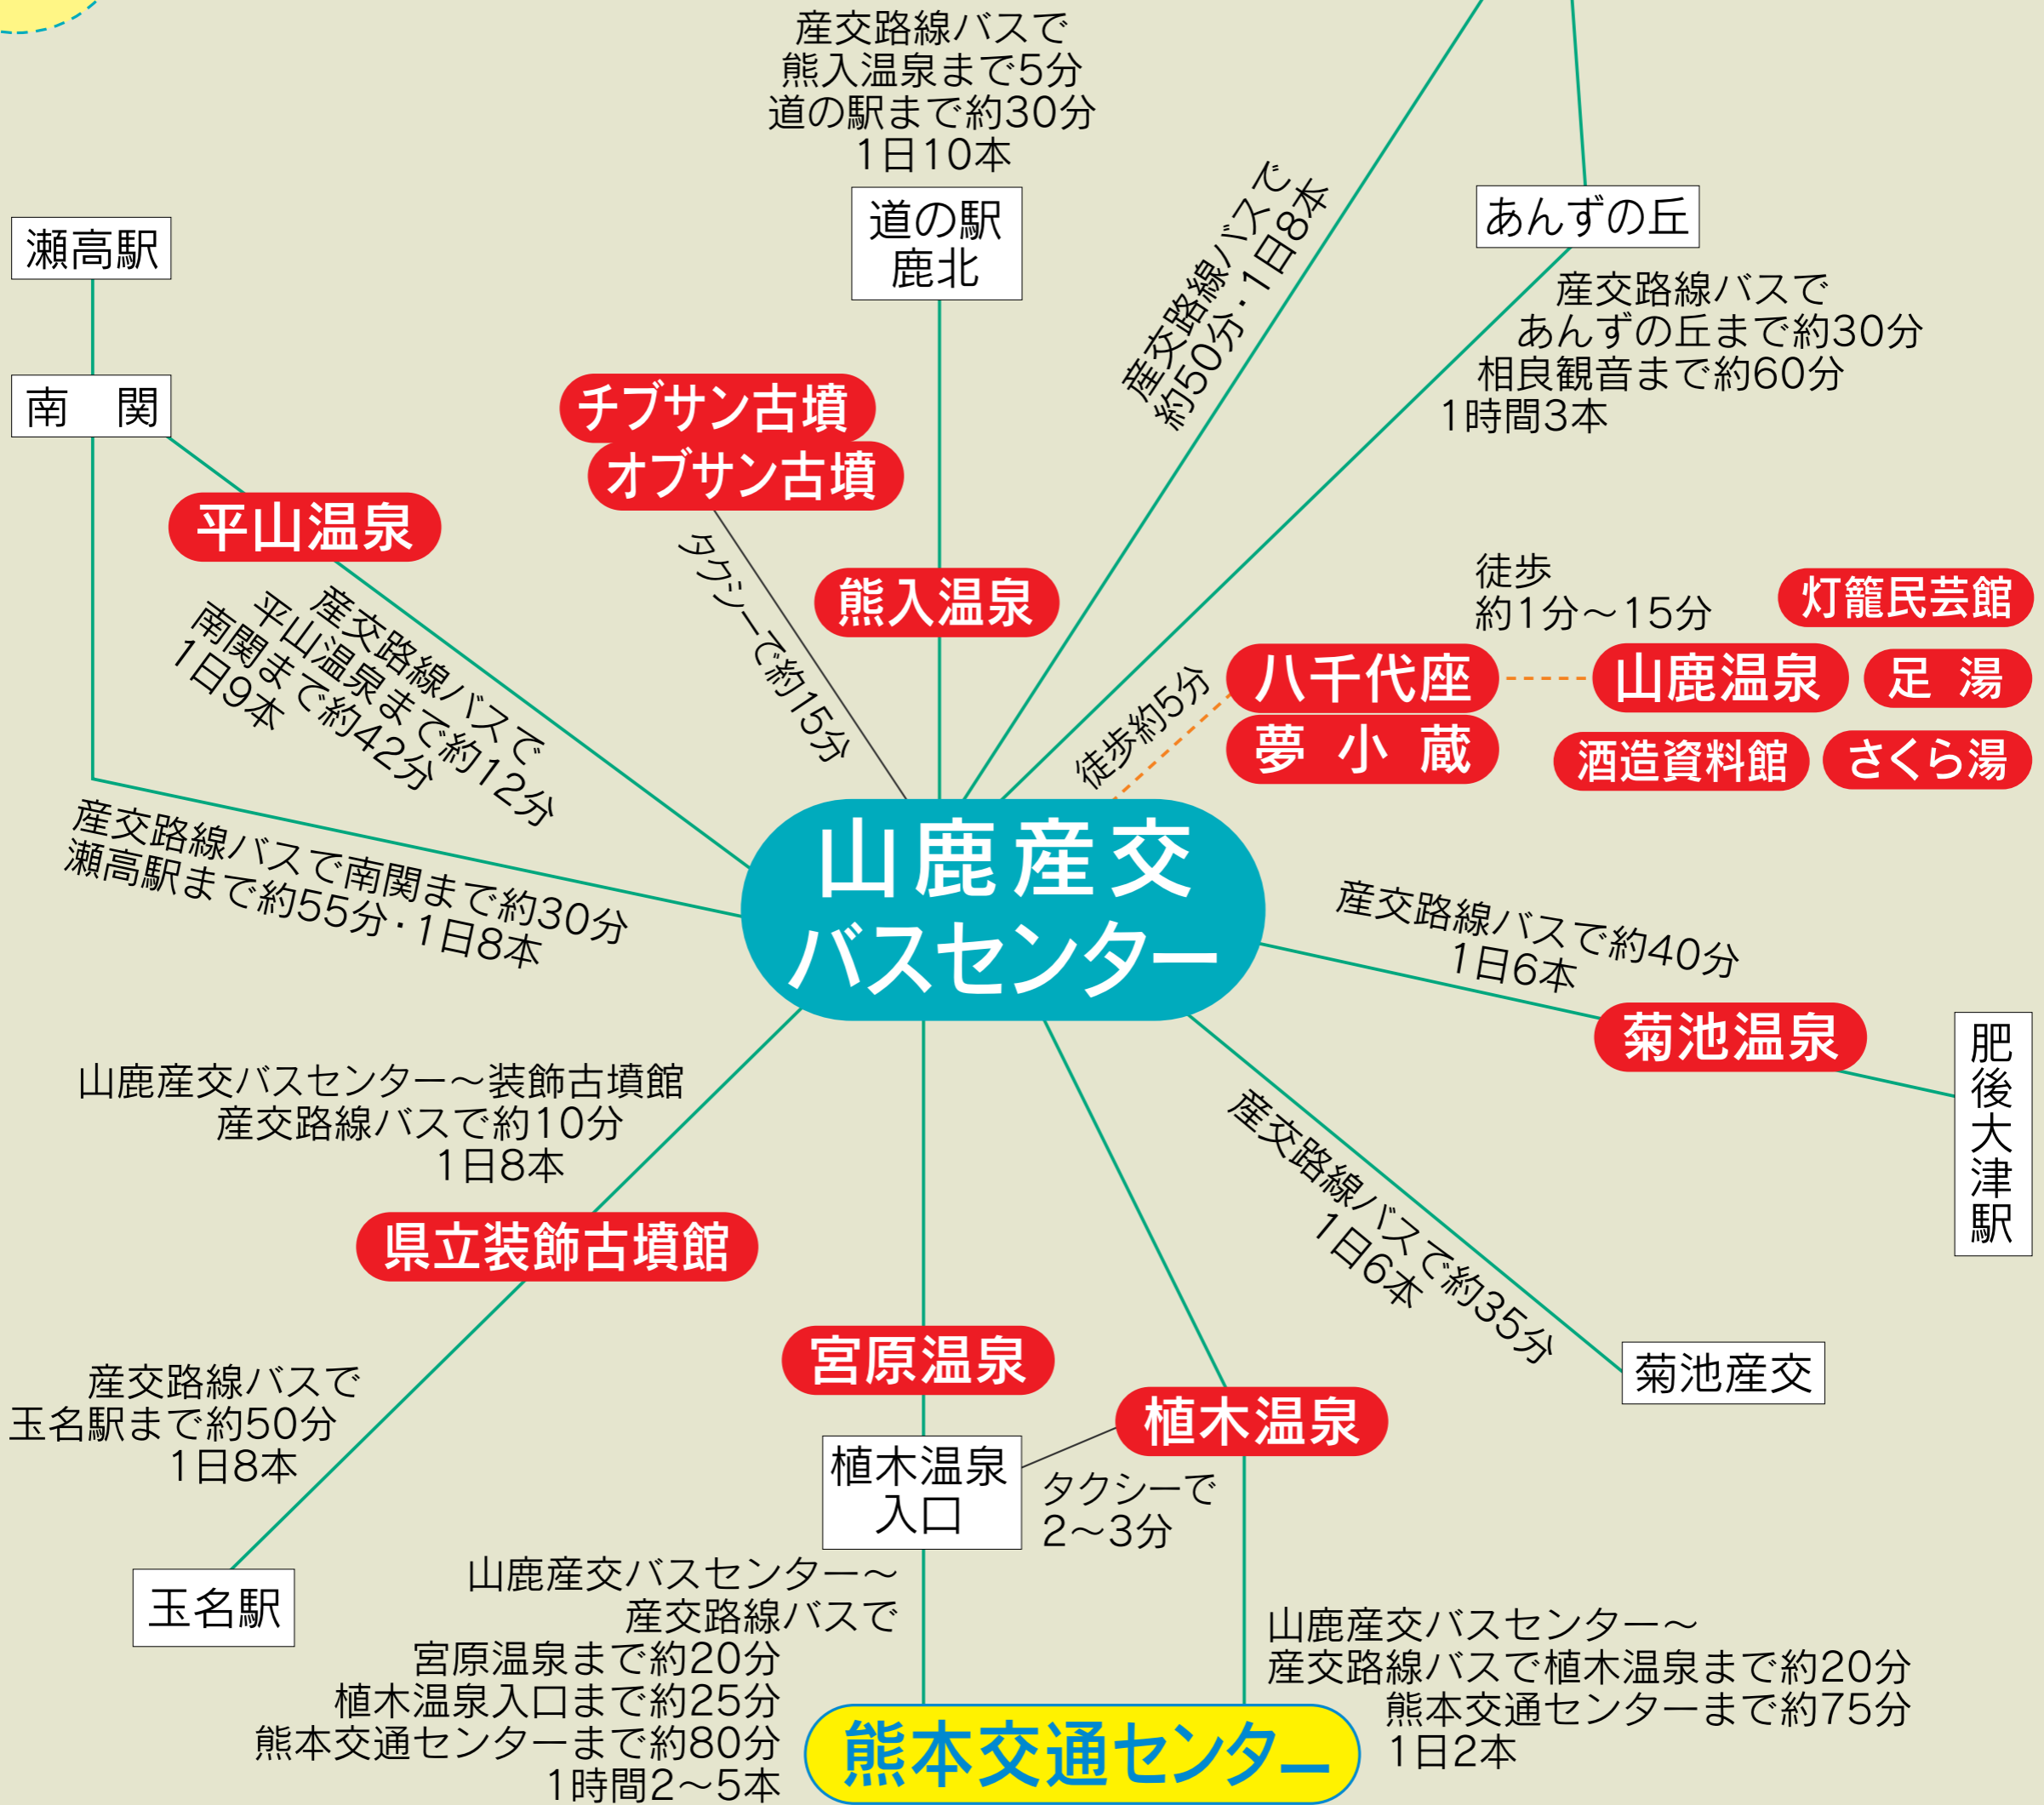 産交路線バスで
熊入温泉まで5分
道の駅まで約30分
1日10本
道の駅
鹿北
瀬高駅
南　関
平山温泉
産交路線バスで
平山温泉まで約12分
南関まで約42分
1日9本
チブサン古墳
オブサン古墳
タクシーで約15分
熊入温泉
産交路線バスで
約50分・1日8本
あんずの丘
産交路線バスで
あんずの丘まで約30分
相良観音まで約60分
1時間3本
徒歩
約1分～15分
灯籠民芸館
徒歩約5分
八千代座
山鹿温泉
足 湯
夢 小 蔵
酒造資料館
さくら湯
山鹿産交
バスセンター
産交路線バスで南関まで約30分
瀬高駅まで約55分・1日8本
産交路線バスで約40分
1日6本
菊池温泉
肥後大津駅
山鹿産交バスセンター～装飾古墳館
産交路線バスで約10分
1日8本
県立装飾古墳館
産交路線バスで約35分
1日6本
菊池産交
産交路線バスで
玉名駅まで約50分
1日8本
玉名駅
宮原温泉
植木温泉
植木温泉
入口
タクシーで
2～3分
山鹿産交バスセンター～
産交路線バスで
宮原温泉まで約20分
植木温泉入口まで約25分
熊本交通センターまで約80分
1時間2～5本
山鹿産交バスセンター～
産交路線バスで植木温泉まで約20分
熊本交通センターまで約75分
1日2本
熊本交通センター